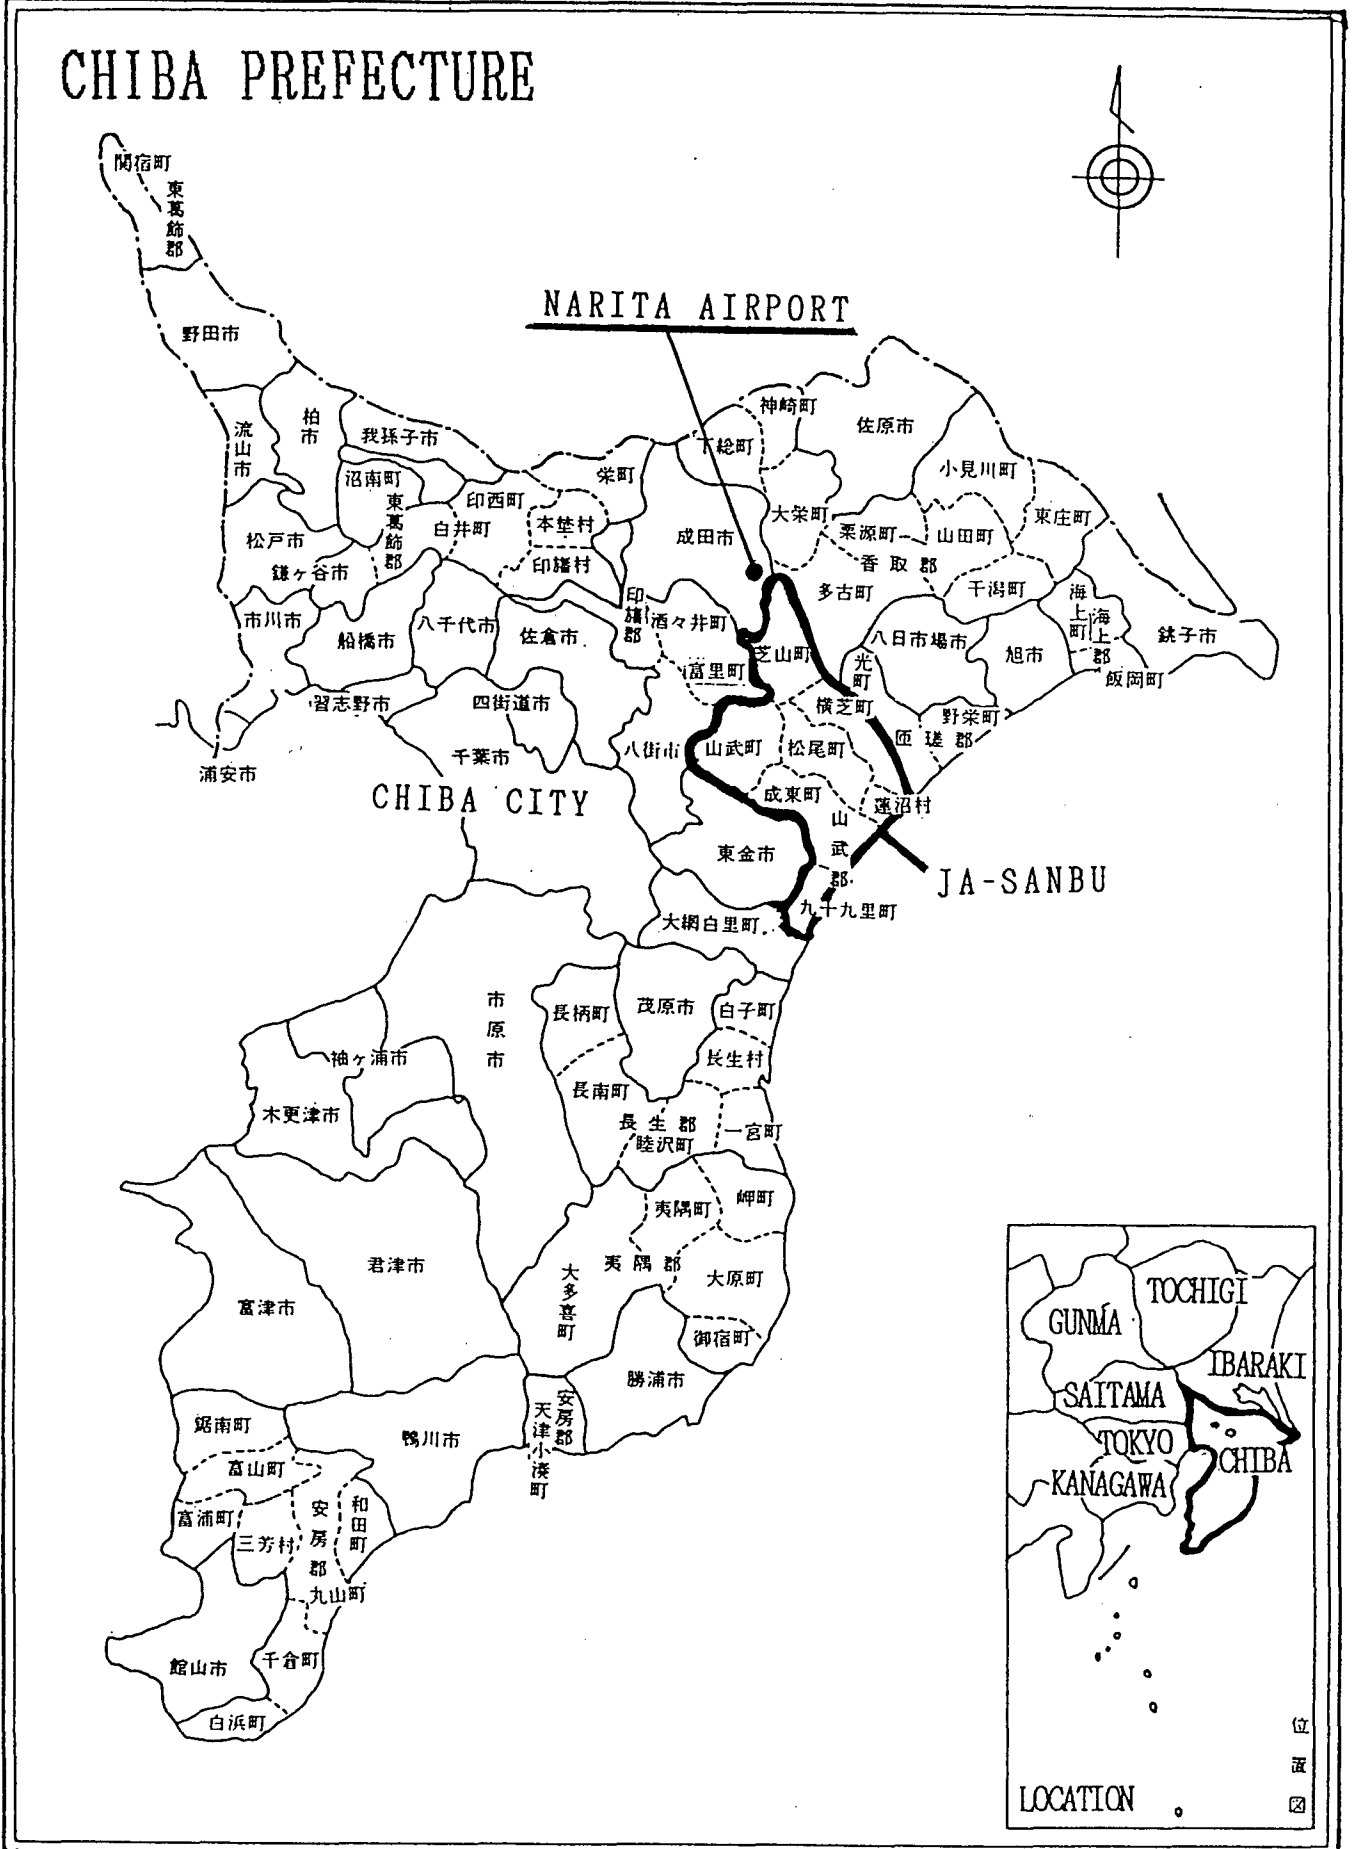 CHIBA PREFECTURE
関宿町
東葛飾郡
NARITA AIRPORT
野田市
神崎町
柏市
流山市
我孫子市
下総町
佐原市
沼南町
栄町
小見川町
印西町
東葛飾郡
白井町
本埜村
大栄町
栗源町
山田町
東庄町
松戸市
成田市
鎌ヶ谷市
印旛村
香取郡
多古町
干潟町
市川市
船橋市
八千代市
佐倉市
印旛郡
酒々井町
芝山町
八日市場市
旭市
海上町
海上郡
銚子市
飯岡町
富里町
光町
習志野市
四街道市
横芝町
野栄町
匝瑳郡
千葉市
八街市
山武町
松尾町
浦安市
CHIBA CITY
成東町
蓮沼村
山武郡
東金市
JA-SANBU
大網白里町
九十九里町
市原市
長柄町
茂原市
白子町
袖ヶ浦市
長生村
長南町
木更津市
長生郡
睦沢町
一宮町
夷隅町
岬町
君津市
夷隅郡
大多喜町
大原町
富津市
御宿町
勝浦市
鋸南町
鴨川市
安房郡
天津小湊町
富山町
富浦町
三芳村
安房郡
和田町
丸山町
館山市
千倉町
白浜町
TOCHIGI
GUNMA
IBARAKI
SAITAMA
TOKYO
CHIBA
KANAGAWA
位置図
LOCATION